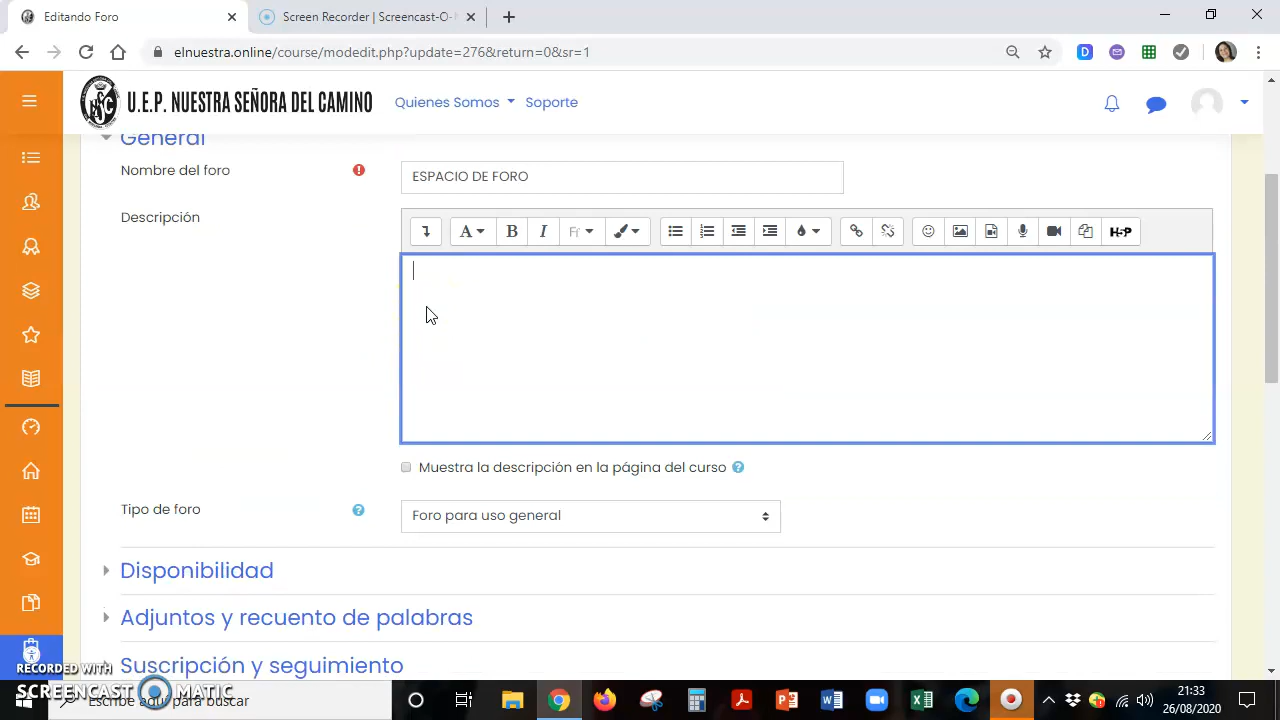 Editando Foro
Screen Recorder | Screencast-O-
elnuestra.online/course/modedit.php?update=276&return=0&sr=1
U.E.P. NUESTRA SEÑORA DEL CAMINO
Quienes Somos
Soporte
General
Nombre del foro
ESPACIO DE FORO
Descripción
A B I
H5P
Muestra la descripción en la página del curso
Tipo de foro
Foro para uso general
Disponibilidad
Adjuntos y recuento de palabras
Suscripción y seguimiento
RECORDED WITH
SCREENCAST MATIC
Escribe aquí para buscar
21:33
26/08/2020